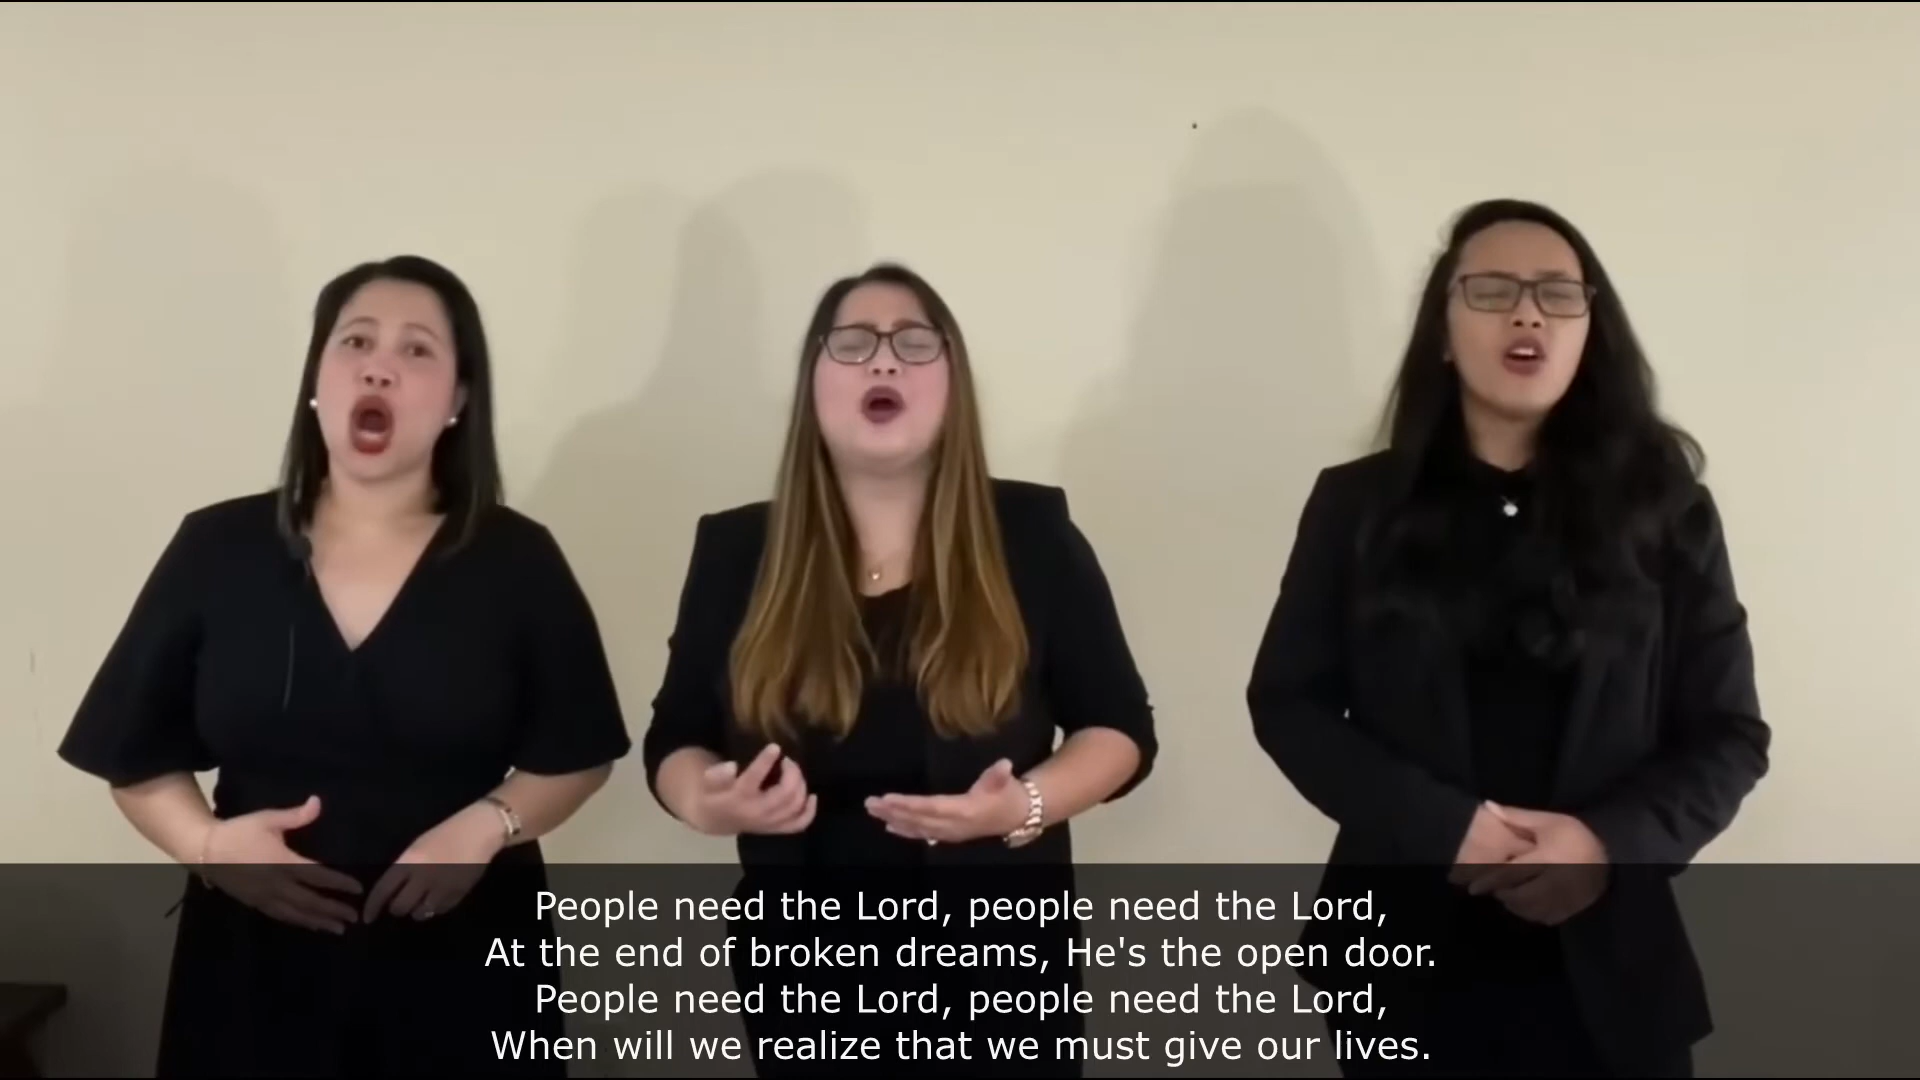 People need the Lord, people need the Lord,
At the end of broken dreams, He's the open door.
People need the Lord, people need the Lord,
When will we realize that we must give our lives.